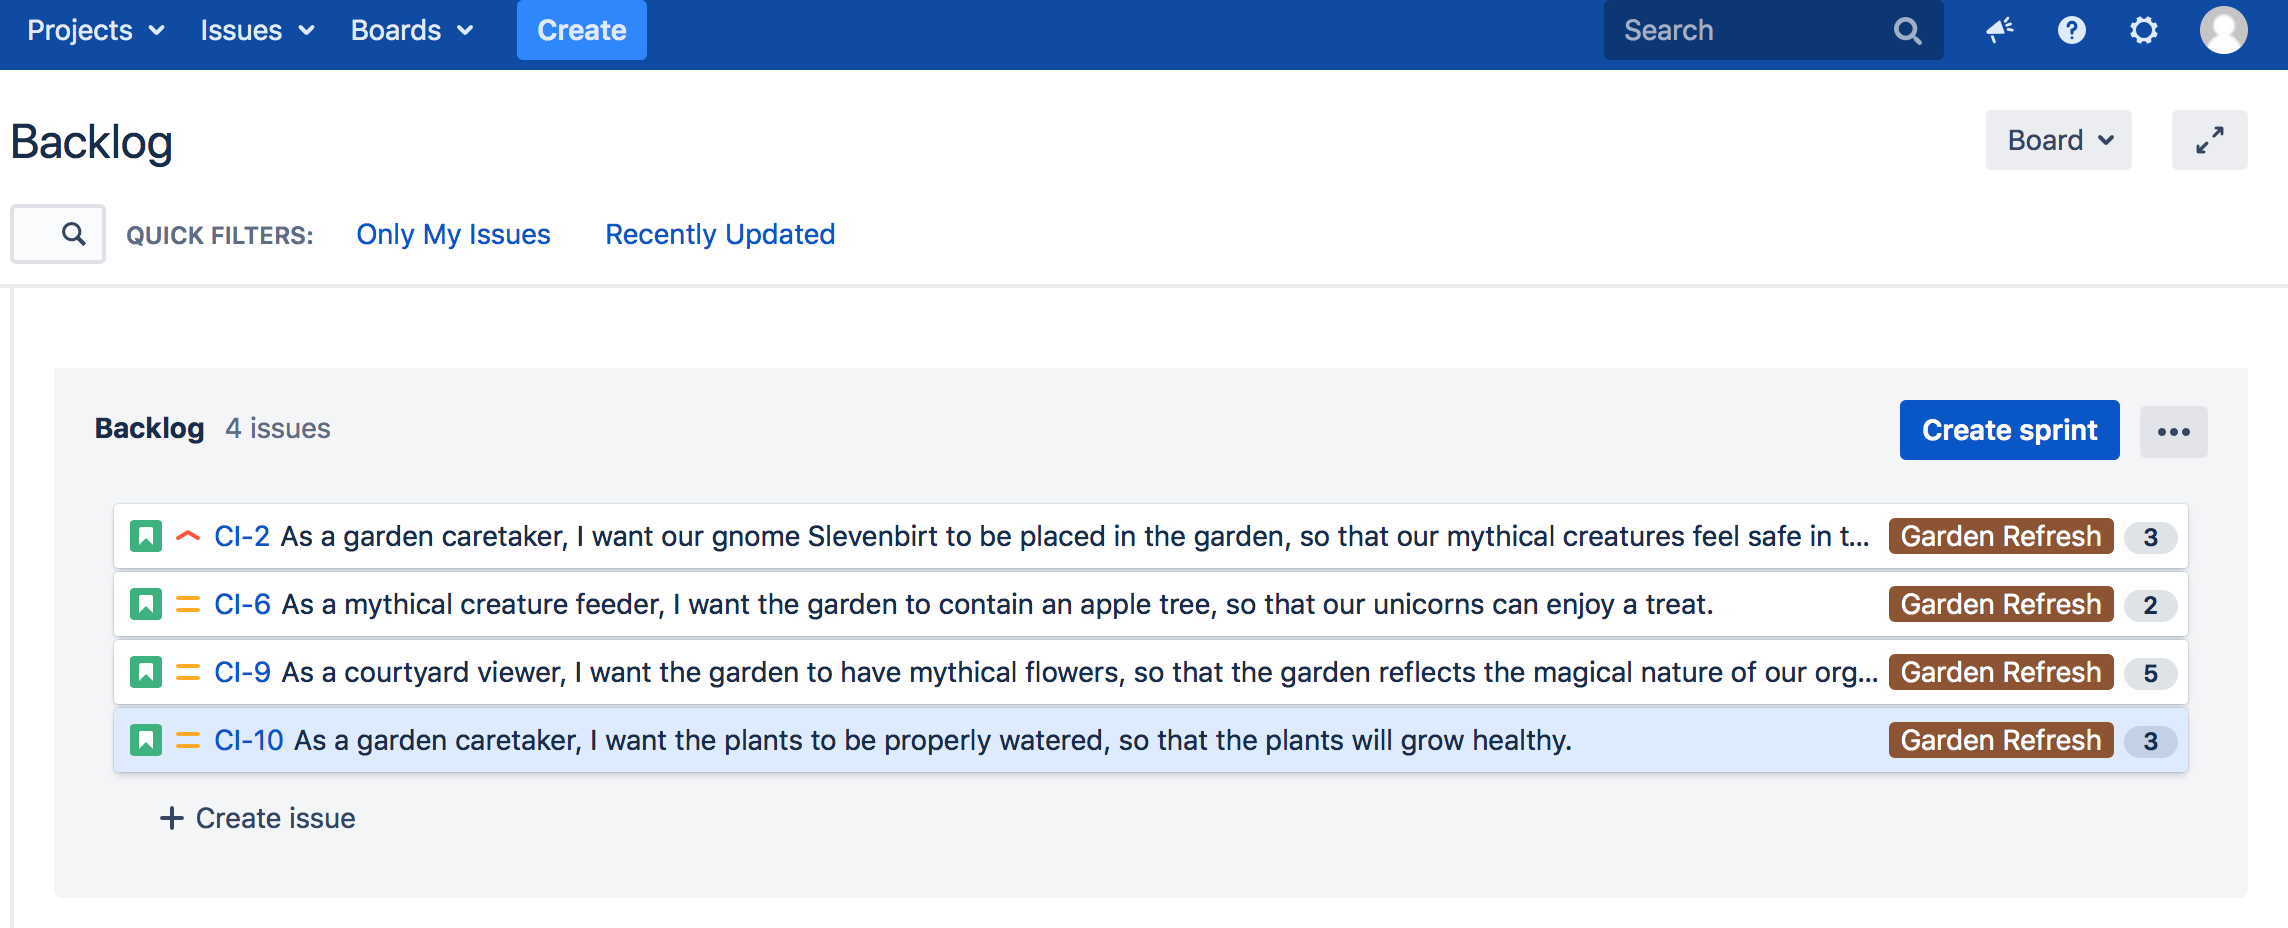 Projects Issues Boards Create Search
Backlog
Board
QUICK FILTERS: Only My Issues Recently Updated
Backlog 4 issues
Create sprint
CI-2 As a garden caretaker, I want our gnome Slevenbirt to be placed in the garden, so that our mythical creatures feel safe in t... Garden Refresh 3
CI-6 As a mythical creature feeder, I want the garden to contain an apple tree, so that our unicorns can enjoy a treat. Garden Refresh 2
CI-9 As a courtyard viewer, I want the garden to have mythical flowers, so that the garden reflects the magical nature of our org... Garden Refresh 5
CI-10 As a garden caretaker, I want the plants to be properly watered, so that the plants will grow healthy. Garden Refresh 3
+ Create issue